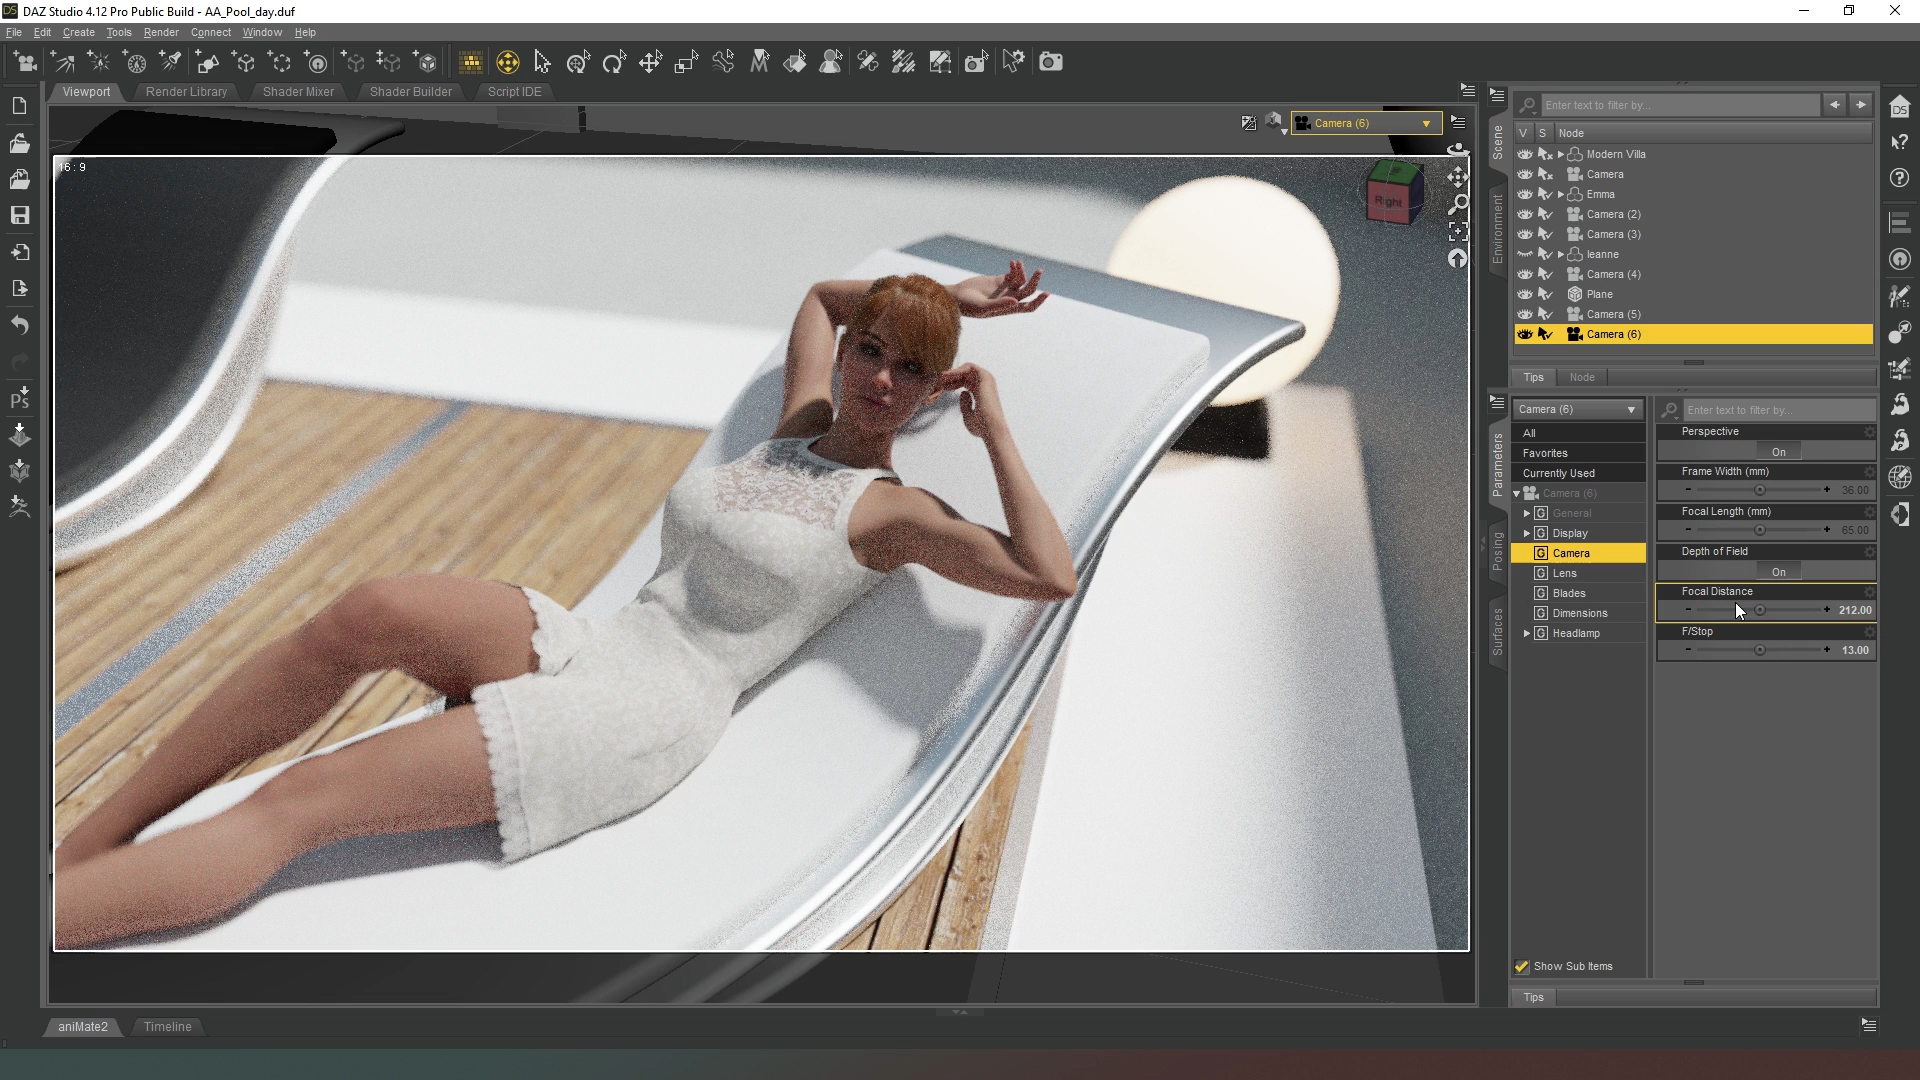 DS DAZ Studio 4.12 Pro Public Build - AA_Pool_day.duf
File Edit Create Tools Render Connect Window Help
Viewport Render Library Shader Mixer Shader Builder Script IDE
Camera (6)
16 : 9
Right
Ps
Scene
Environment
Enter text to filter by...
V S Node
Modern Villa
Camera
Emma
Camera (2)
Camera (3)
leanne
Camera (4)
Plane
Camera (5)
Camera (6)
Tips Node
Parameters
Posing
Surfaces
Camera (6)
All
Favorites
Currently Used
Camera (6)
G General
G Display
G Camera
G Lens
G Blades
G Dimensions
G Headlamp
Show Sub Items
Enter text to filter by...
Perspective
On
Frame Width (mm)
- + 36.00
Focal Length (mm)
- + 65.00
Depth of Field
On
Focal Distance
- + 212.00
F/Stop
- + 13.00
Tips
DS
?
?
aniMate2 Timeline